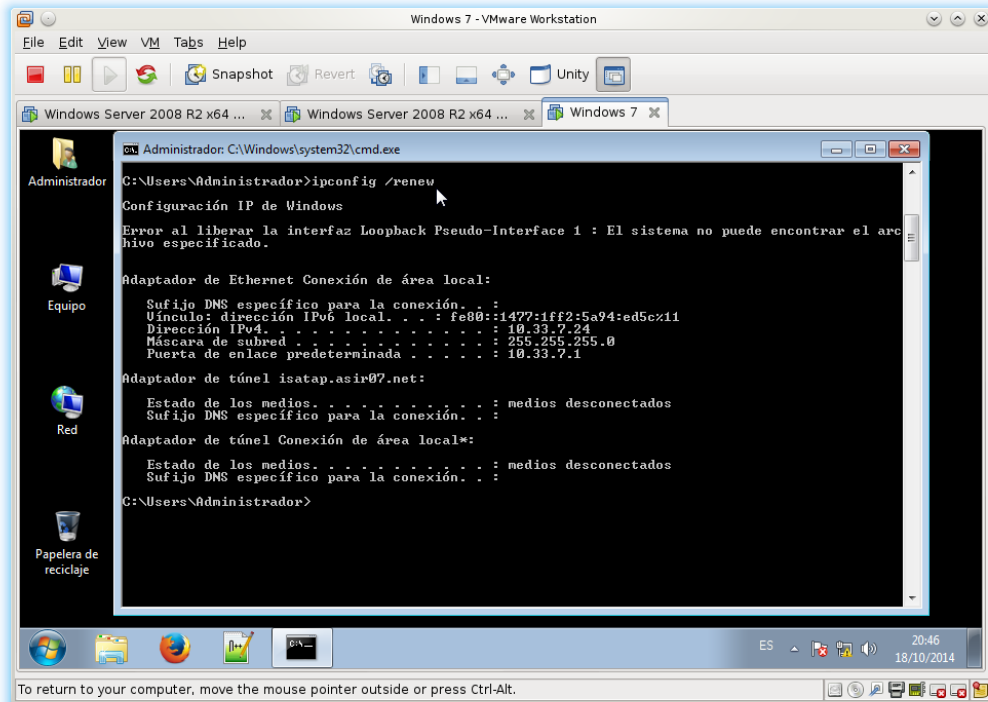 Windows 7 - VMware Workstation
File Edit View VM Tabs Help
Snapshot Revert Unity
Windows Server 2008 R2 x64 ... Windows Server 2008 R2 x64 ... Windows 7
Administrador
Equipo
Red
Papelera de
reciclaje
Administrador: C:\Windows\system32\cmd.exe
C:\Users\Administrador>ipconfig /renew
Configuración IP de Windows
Error al liberar la interfaz Loopback Pseudo-Interface 1 : El sistema no puede encontrar el arc
hivo especificado.
Adaptador de Ethernet Conexión de área local:
Sufijo DNS específico para la conexión. . :
Vínculo: dirección IPv6 local. . . : fe80::1477:1ff2:5a94:ed5c%11
Dirección IPv4. . . . . . . . . . . . . . : 10.33.7.24
Máscara de subred . . . . . . . . . . . . : 255.255.255.0
Puerta de enlace predeterminada . . . . . : 10.33.7.1
Adaptador de túnel isatap.asir07.net:
Estado de los medios. . . . . . . . . . . : medios desconectados
Sufijo DNS específico para la conexión. . :
Adaptador de túnel Conexión de área local*:
Estado de los medios. . . . . . . . . . . : medios desconectados
Sufijo DNS específico para la conexión. . :
C:\Users\Administrador>
ES
20:46
18/10/2014
To return to your computer, move the mouse pointer outside or press Ctrl-Alt.